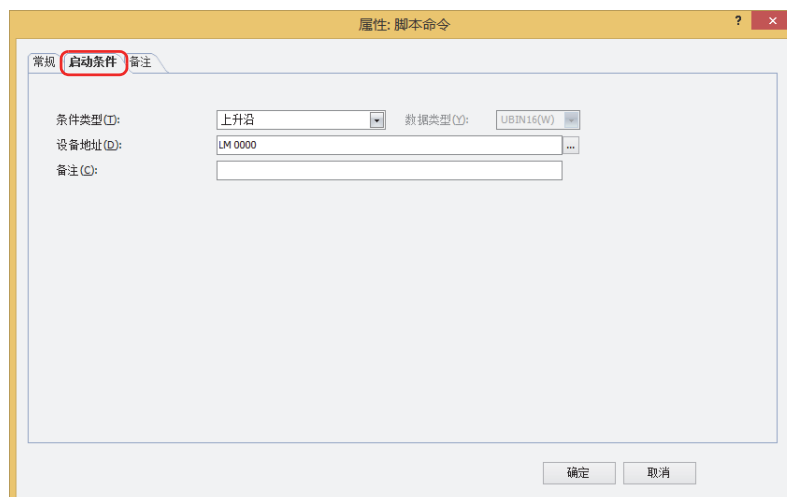 属性: 脚本命令
? ×
常规 启动条件 备注
条件类型(T): 上升沿 数据类型(Y): UBIN16(W)
设备地址(D): LM 0000 ...
备注(C):
确定 取消